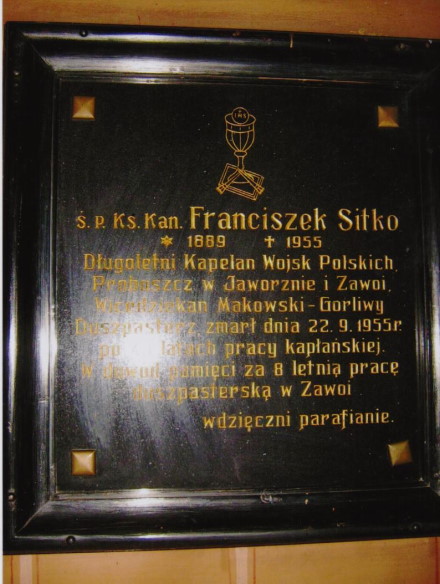 IHS
ś. P. Ks. Kan. Franciszek Sitko
* 1889 ✝ 1955
Długoletni Kapelan Wojsk Polskich,
Proboszcz w Jaworznie i Zawoi,
Wicedziekan Makowski-Gorliwy
Duszpasterz zmarł dnia 22. 9. 1955r.
po latach pracy kapłańskiej.
W dowód pamięci za 8 letnią pracę
duszpasterską w Zawoi
wdzięczni parafianie.